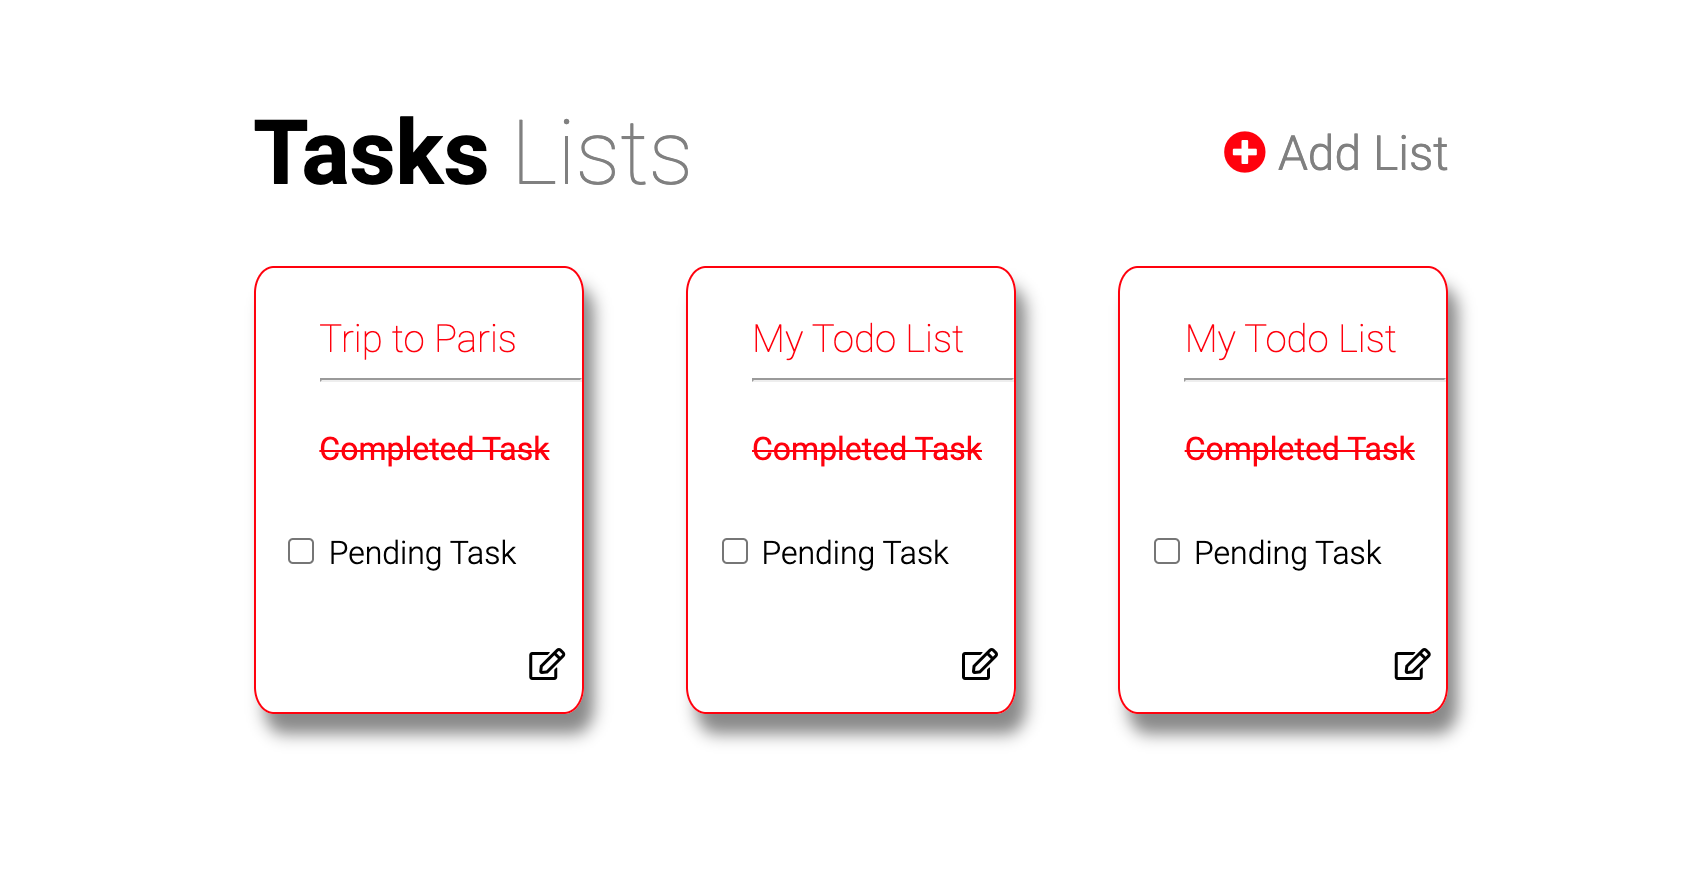 Tasks Lists
Add List
Trip to Paris
Completed Task
Pending Task
My Todo List
Completed Task
Pending Task
My Todo List
Completed Task
Pending Task